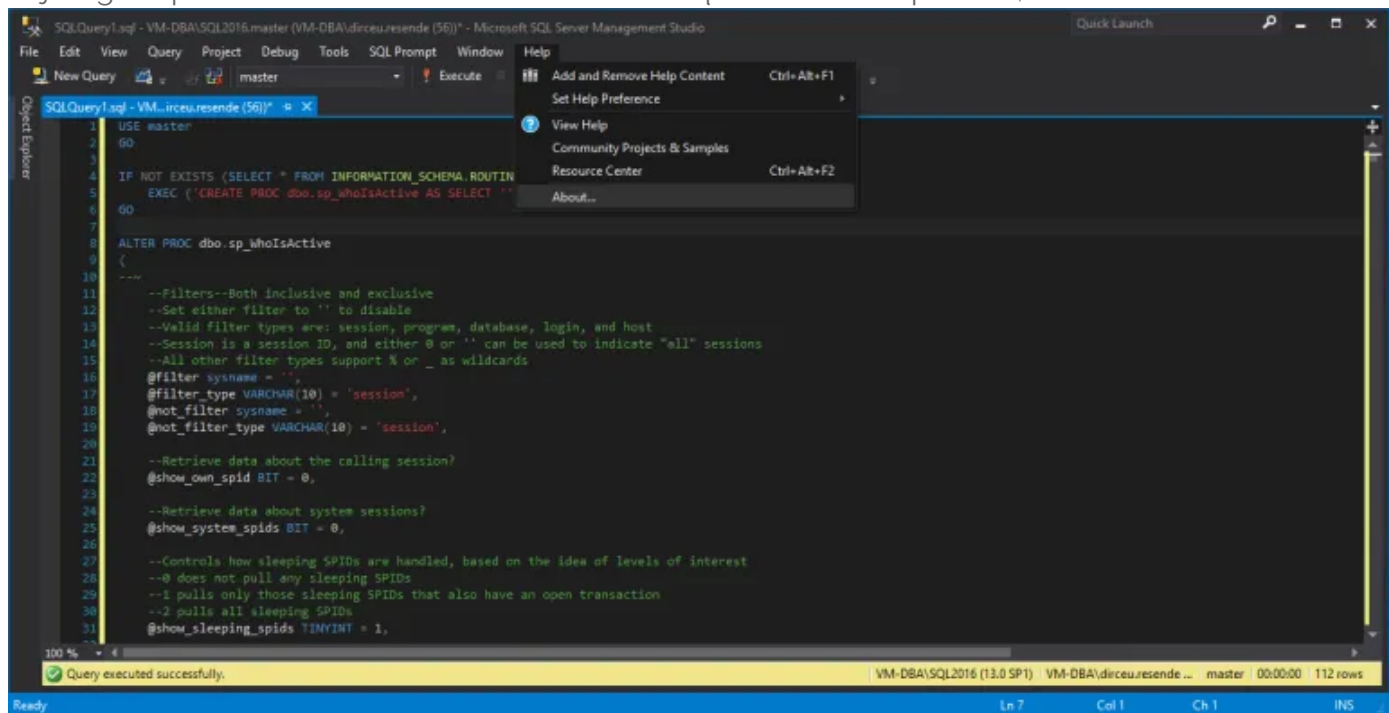 SQLQuery1.sql - VM-DBA\SQL2016.master (VM-DBA\dirceu.resende (56))* - Microsoft SQL Server Management Studio
Quick Launch
File Edit View Query Project Debug Tools SQL Prompt Window Help
New Query master Execute
Add and Remove Help Content Ctrl+Alt+F1
Set Help Preference
View Help
Community Projects & Samples
Resource Center Ctrl+Alt+F2
About...
Object Explorer
SQLQuery1.sql - VM...irceu.resende (56))*
1 USE master
2 GO
3
4 IF NOT EXISTS (SELECT * FROM INFORMATION_SCHEMA.ROUTIN
5 EXEC ('CREATE PROC dbo.sp_WhoIsActive AS SELECT ''
6 GO
7
8 ALTER PROC dbo.sp_WhoIsActive
9 (
10 --~
11 --Filters--Both inclusive and exclusive
12 --Set either filter to '' to disable
13 --Valid filter types are: session, program, database, login, and host
14 --Session is a session ID, and either 0 or '' can be used to indicate "all" sessions
15 --All other filter types support % or _ as wildcards
16 @filter sysname = '',
17 @filter_type VARCHAR(10) = 'session',
18 @not_filter sysname = '',
19 @not_filter_type VARCHAR(10) = 'session',
20
21 --Retrieve data about the calling session?
22 @show_own_spid BIT = 0,
23
24 --Retrieve data about system sessions?
25 @show_system_spids BIT = 0,
26
27 --Controls how sleeping SPIDs are handled, based on the idea of levels of interest
28 --0 does not pull any sleeping SPIDs
29 --1 pulls only those sleeping SPIDs that also have an open transaction
30 --2 pulls all sleeping SPIDs
31 @show_sleeping_spids TINYINT = 1,
100 %
Query executed successfully. VM-DBA\SQL2016 (13.0 SP1) VM-DBA\dirceu.resende ... master 00:00:00 112 rows
Ready Ln 7 Col 1 Ch 1 INS